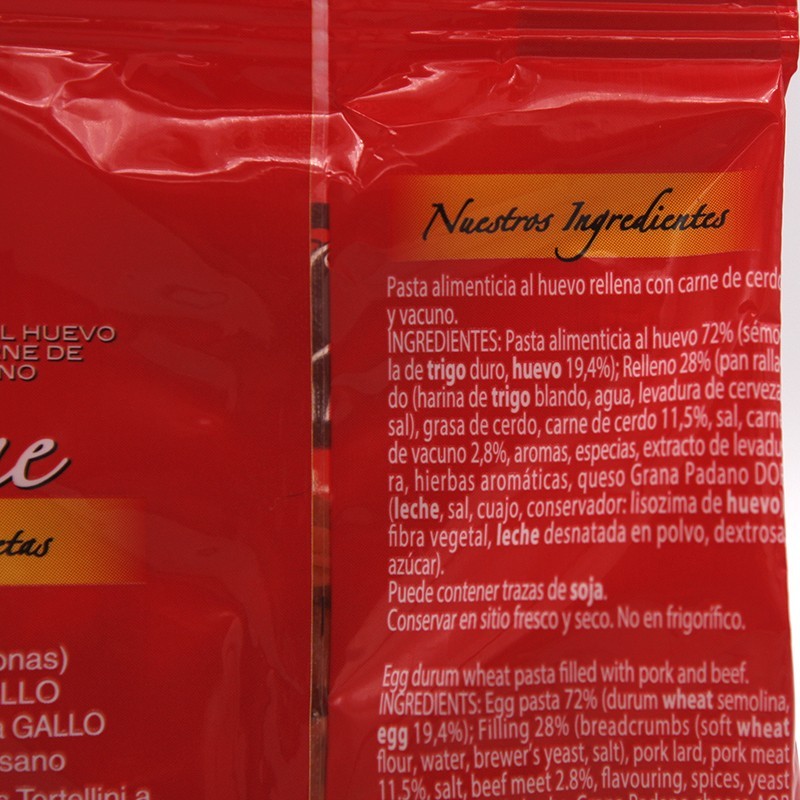 L HUEVO
NE DE
NO
etas
onas)
LLO
a GALLO
sano
Tortellini a
Nuestros Ingredientes
Pasta alimenticia al huevo rellena con carne de cerdo
y vacuno.
INGREDIENTES: Pasta alimenticia al huevo 72% (sémo-
la de trigo duro, huevo 19,4%); Relleno 28% (pan ralla-
do (harina de trigo blando, agua, levadura de cerveza,
sal), grasa de cerdo, carne de cerdo 11,5%, sal, carne
de vacuno 2,8%, aromas, especias, extracto de levadu-
ra, hierbas aromáticas, queso Grana Padano DOP
(leche, sal, cuajo, conservador: lisozima de huevo),
fibra vegetal, leche desnatada en polvo, dextrosa,
azúcar).
Puede contener trazas de soja.
Conservar en sitio fresco y seco. No en frigorífico.
Egg durum wheat pasta filled with pork and beef.
INGREDIENTS: Egg pasta 72% (durum wheat semolina,
egg 19,4%); Filling 28% (breadcrumbs (soft wheat
flour, water, brewer's yeast, salt), pork lard, pork meat
11,5%, salt, beef meet 2.8%, flavouring, spices, yeast